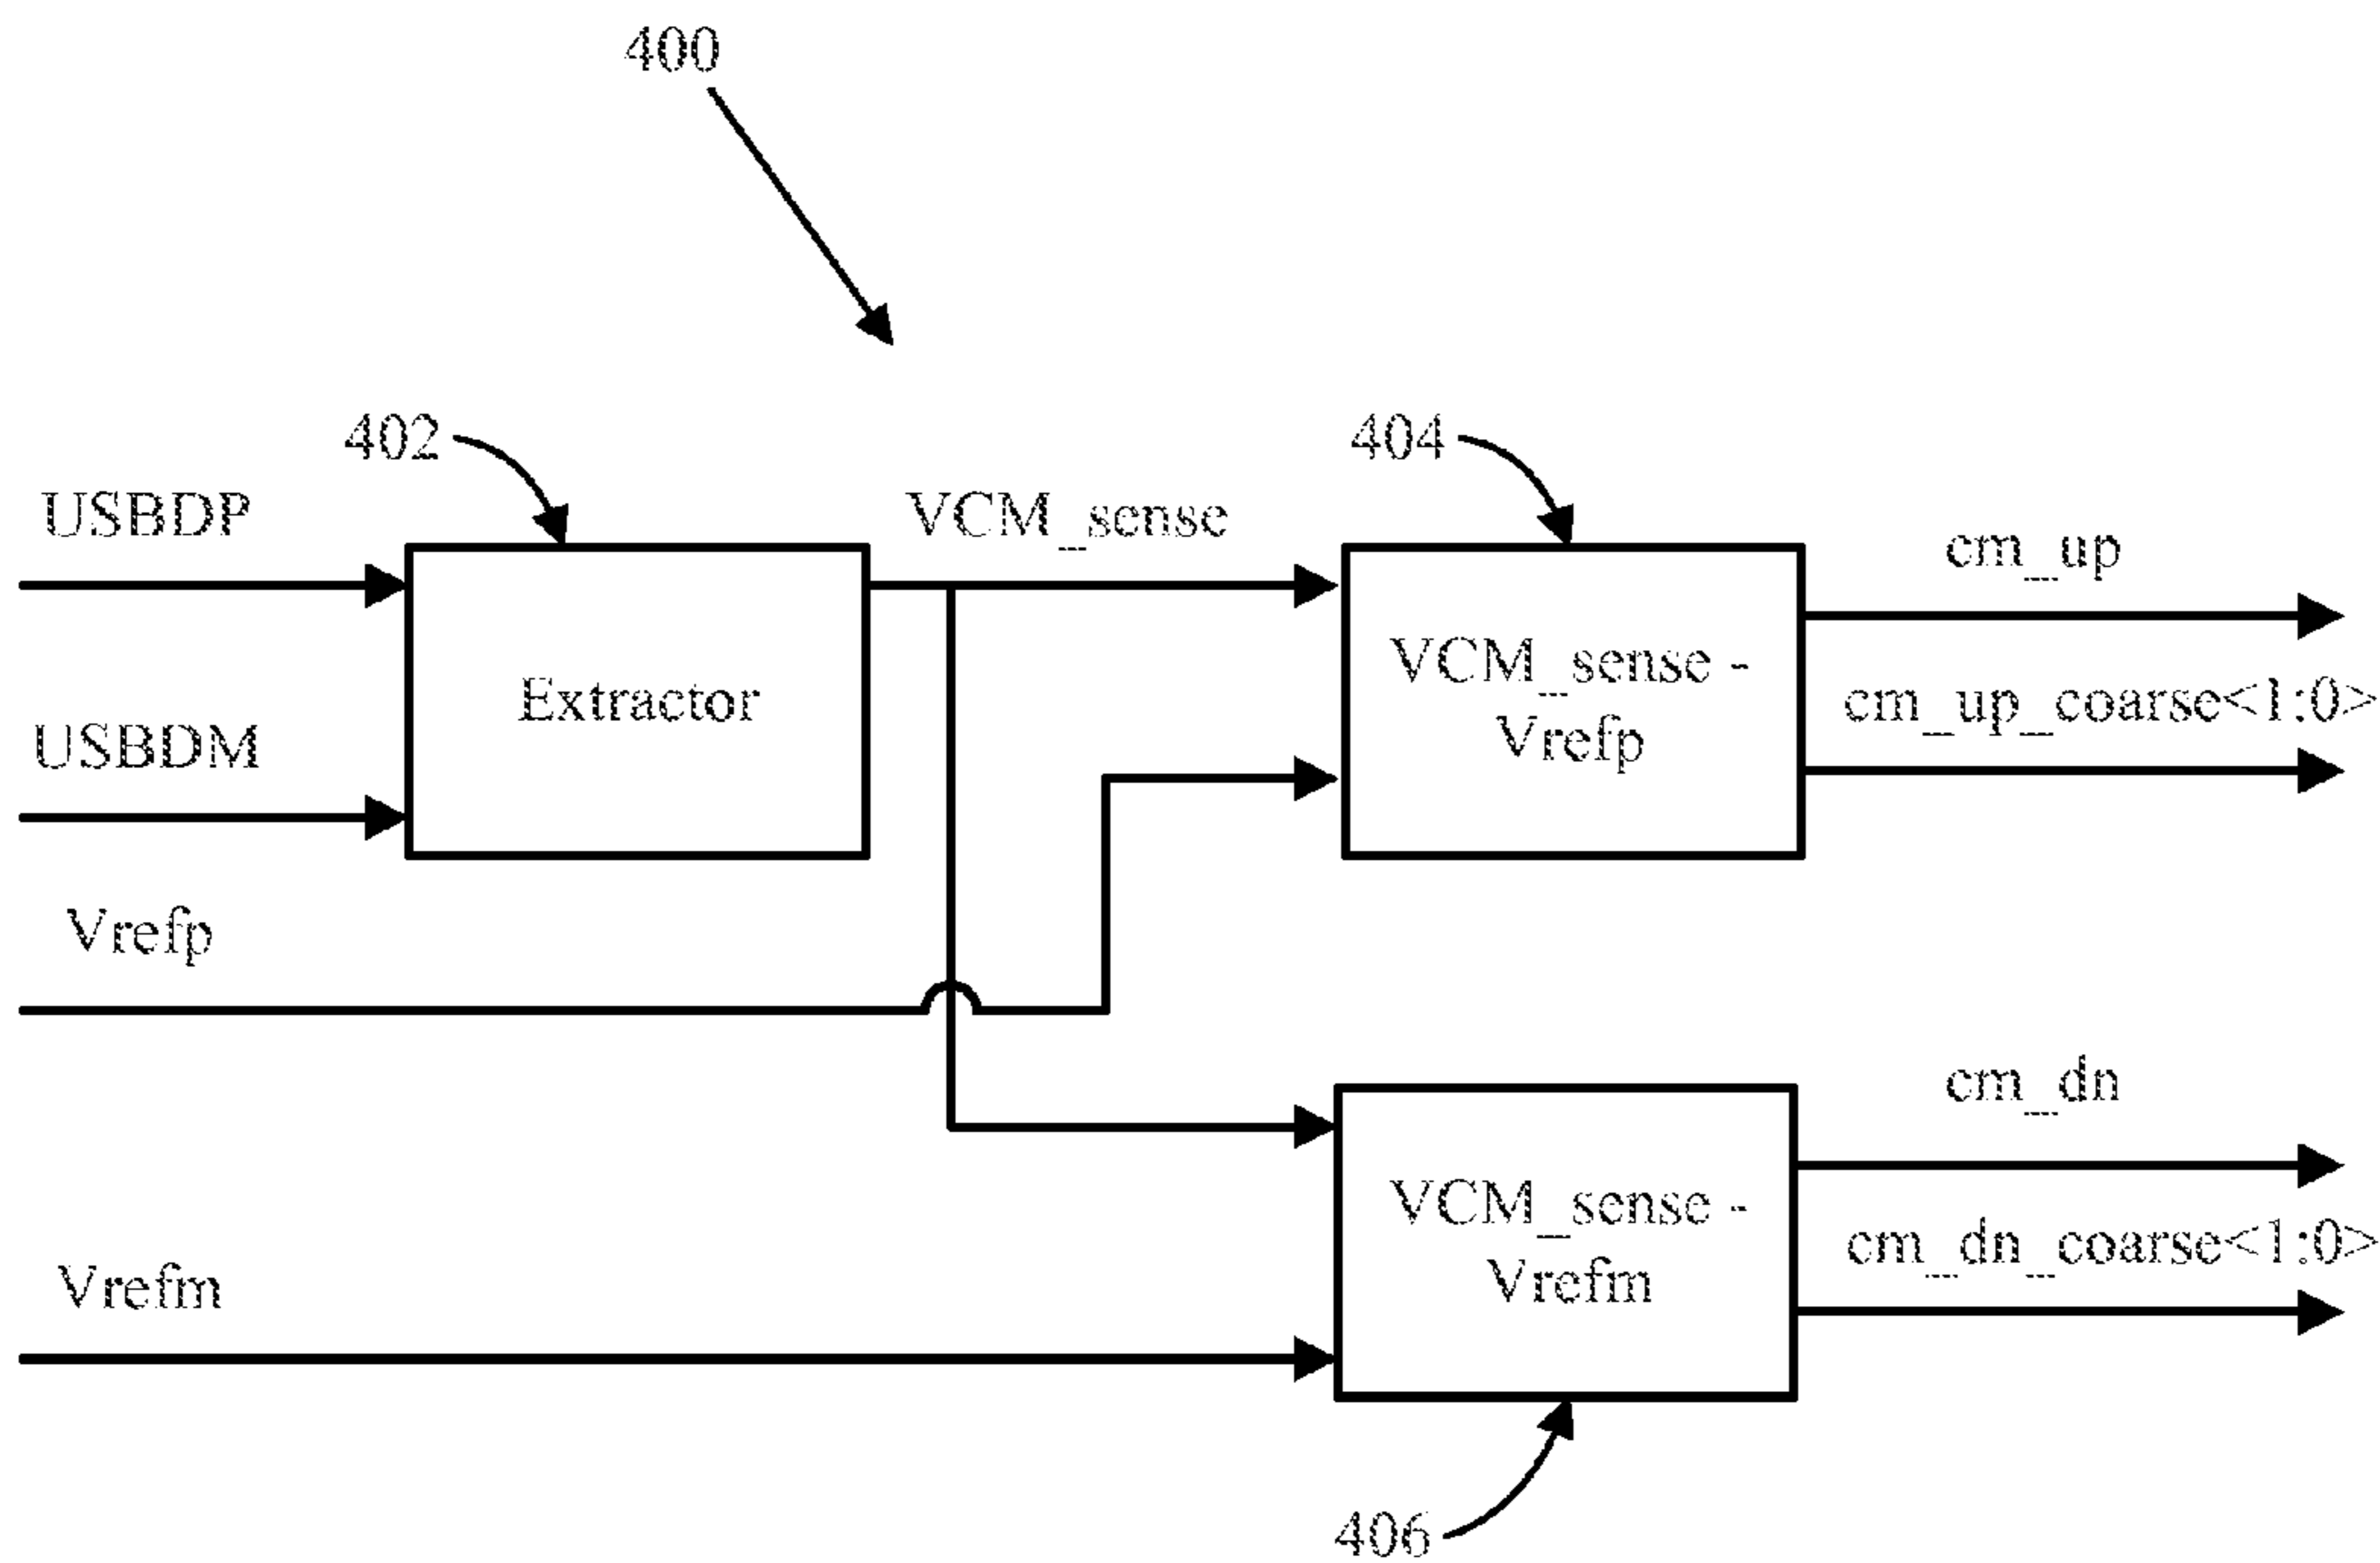 400
402
404
USBDP
VCM_sense
cm_up
Extractor
VCM_sense -
Vrefp
cm_up_coarse<1:0>
USBDM
Vrefp
cm_dn
VCM_sense -
Vrefm
cm_dn_coarse<1:0>
Vrefm
406